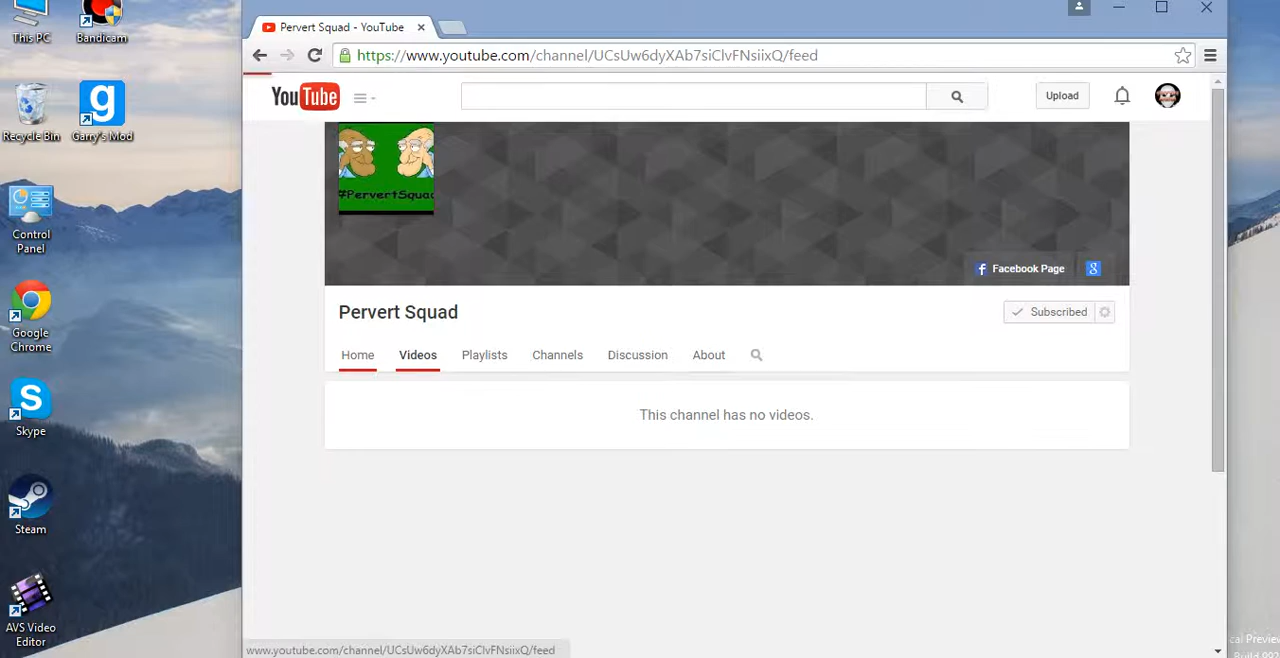 This PC
Bandicam
Recycle Bin
Garry's Mod
Control
Panel
Google
Chrome
Skype
Steam
AVS Video
Editor
Pervert Squad - YouTube
https://www.youtube.com/channel/UCsUw6dyXAb7siClvFNsiixQ/feed
YouTube
Upload
#PervertSquad
Facebook Page
Pervert Squad
Subscribed
Home Videos Playlists Channels Discussion About
This channel has no videos.
www.youtube.com/channel/UCsUw6dyXAb7siClvFNsiixQ/feed
cal Preview